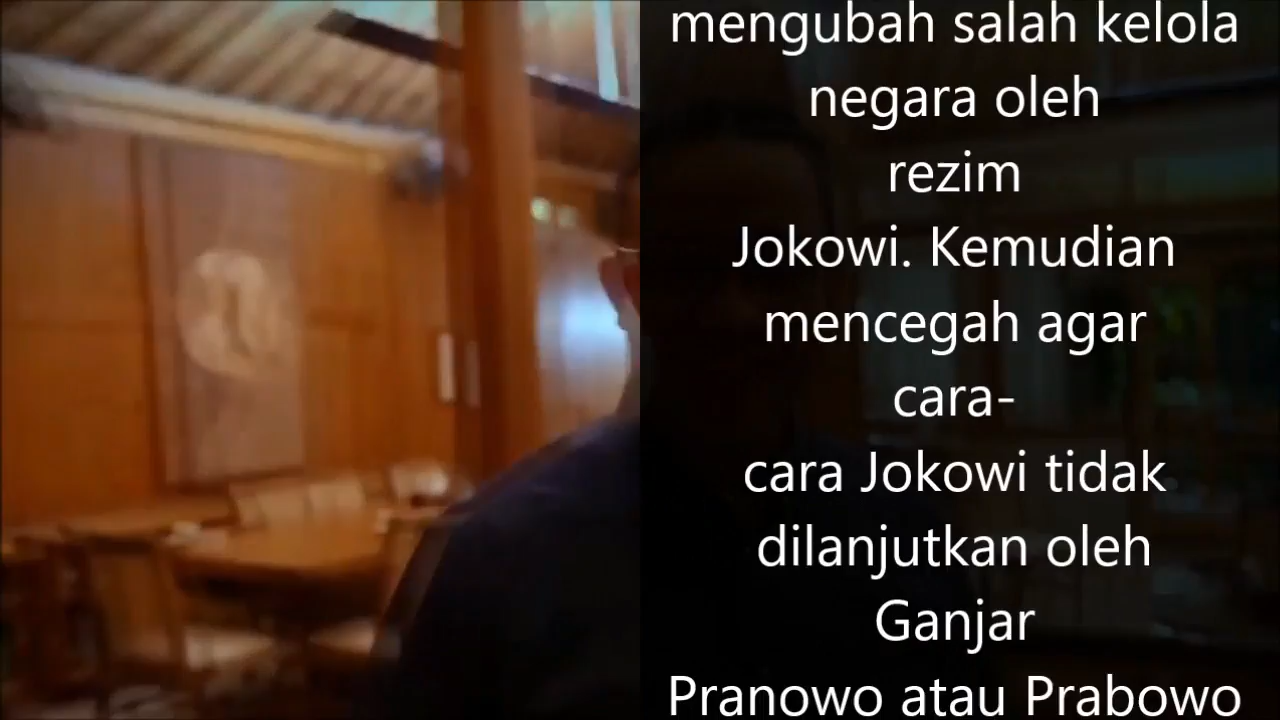 mengubah salah kelola
negara oleh
rezim
Jokowi. Kemudian
mencegah agar
cara-
cara Jokowi tidak
dilanjutkan oleh
Ganjar
Pranowo atau Prabowo